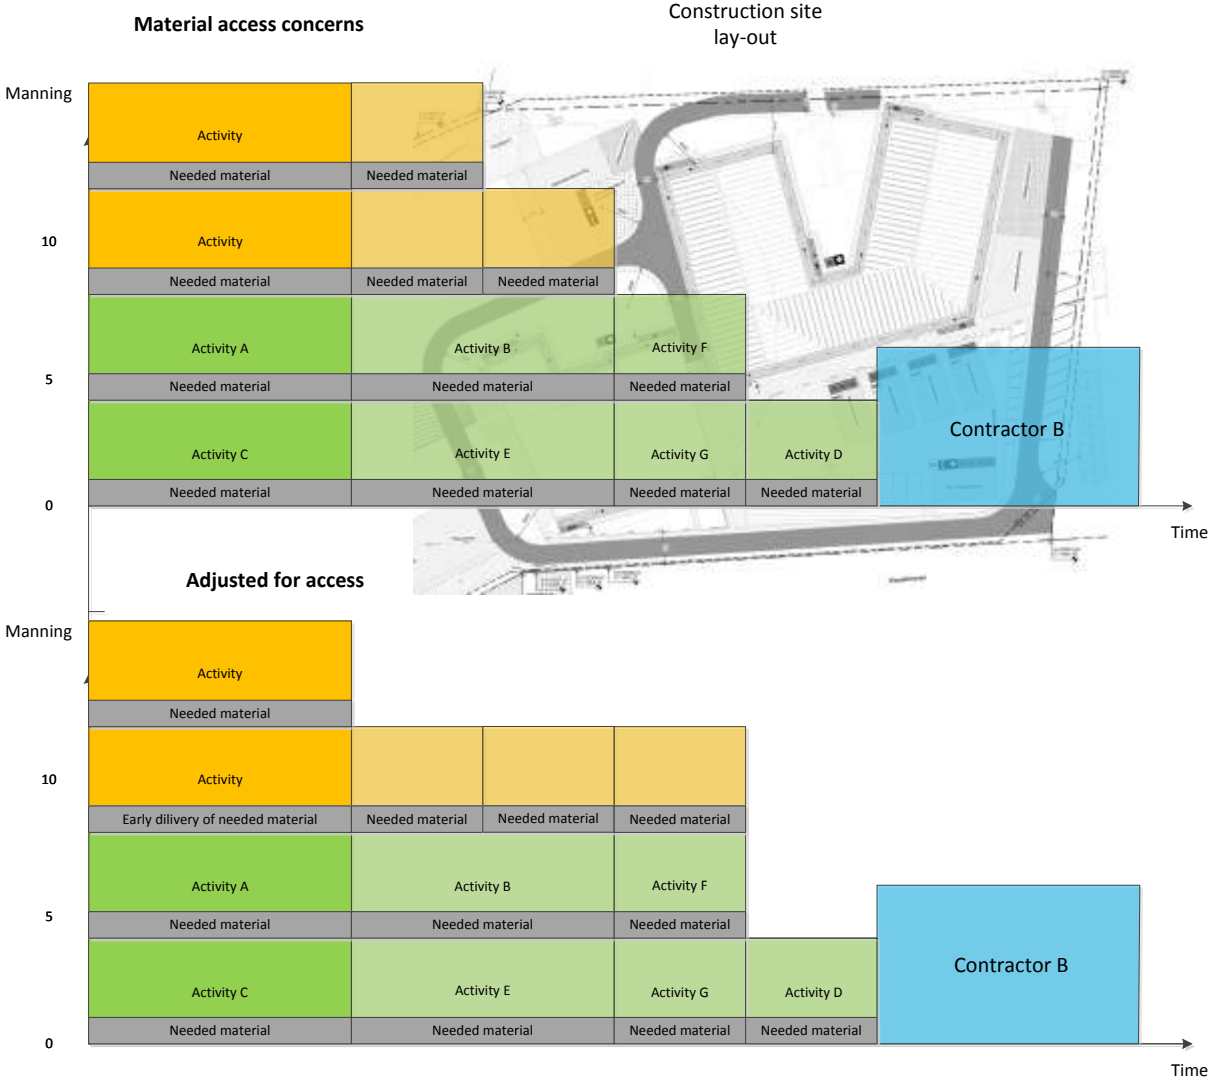 Material access concerns
Construction site
lay-out
Manning
Activity
Needed material
Needed material
10
Activity
Needed material
Needed material
Needed material
Activity A
Activity B
Activity F
5
Needed material
Needed material
Needed material
Activity C
Activity E
Activity G
Activity D
Contractor B
Needed material
Needed material
Needed material
Needed material
0
Time
Adjusted for access
Manning
Activity
Needed material
10
Activity
Early dilivery of needed material
Needed material
Needed material
Needed material
Activity A
Activity B
Activity F
5
Needed material
Needed material
Needed material
Activity C
Activity E
Activity G
Activity D
Contractor B
Needed material
Needed material
Needed material
Needed material
0
Time